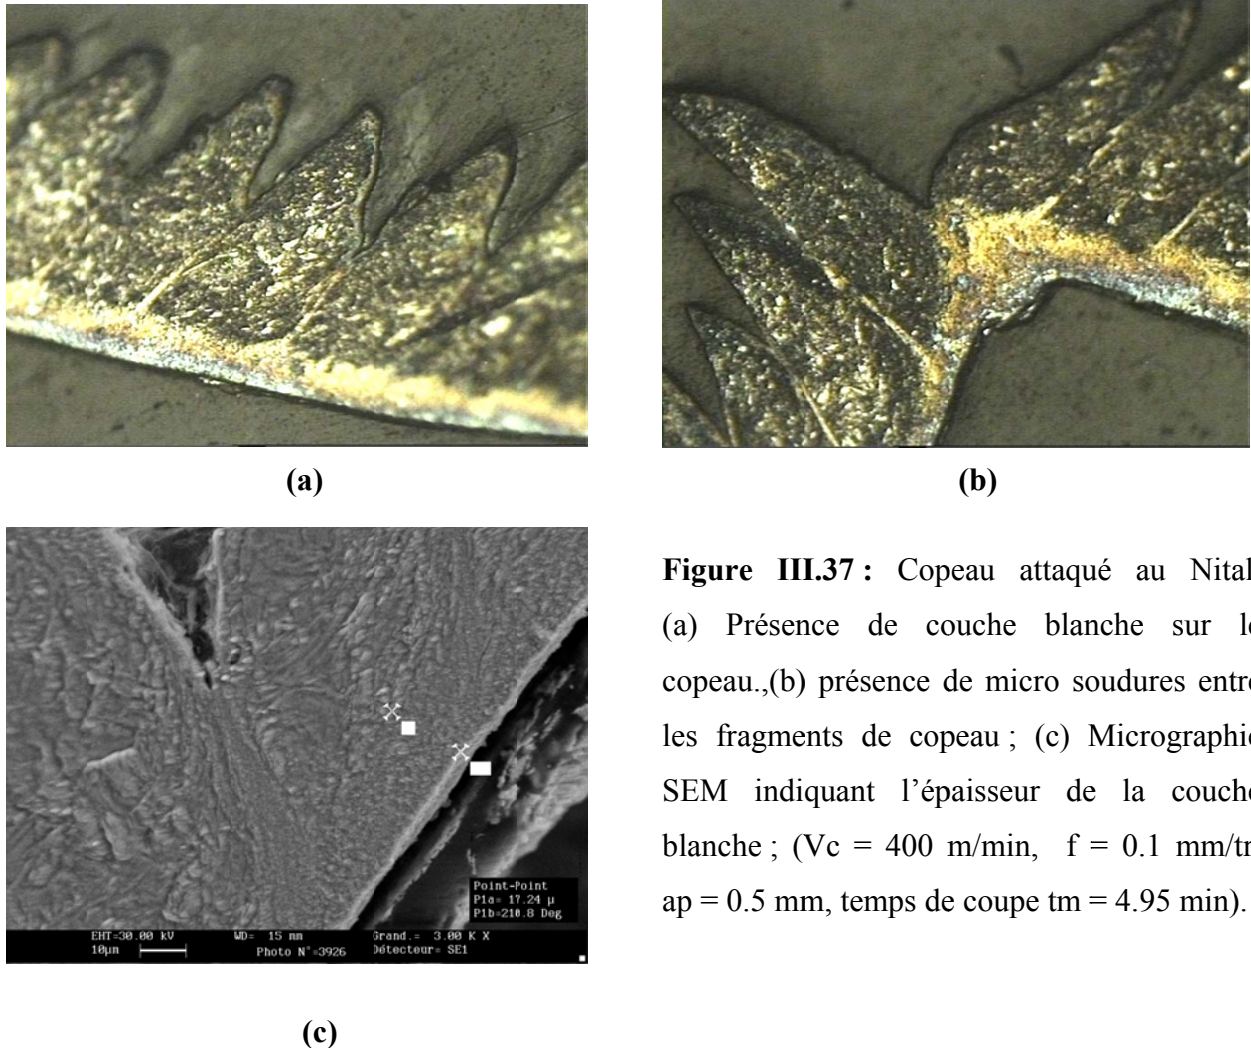 (a)
(b)
Figure III.37 : Copeau attaqué au Nital
(a) Présence de couche blanche sur l
copeau.,(b) présence de micro soudures entre
les fragments de copeau ; (c) Micrographi
SEM indiquant l’épaisseur de la couche
blanche ; (Vc = 400 m/min, f = 0.1 mm/tr
ap = 0.5 mm, temps de coupe tm = 4.95 min).
Point-Point
P1a= 17.24 µ
P1b=210.8 Deg
EHT=30.00 kV WD= 15 mm Grand.= 3.00 K X
10µm Photo N°=3926 Détecteur= SE1
(c)